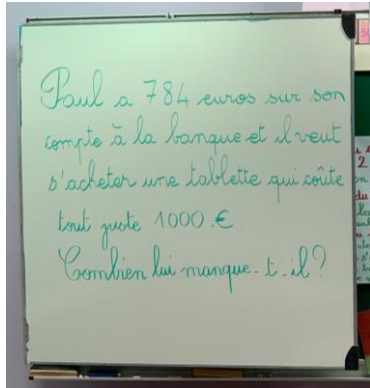 Paul a 784 euros sur son
compte à la banque et il veut
s'acheter une tablette qui coûte
tout juste 1000 €.
Combien lui manque-t-il ?